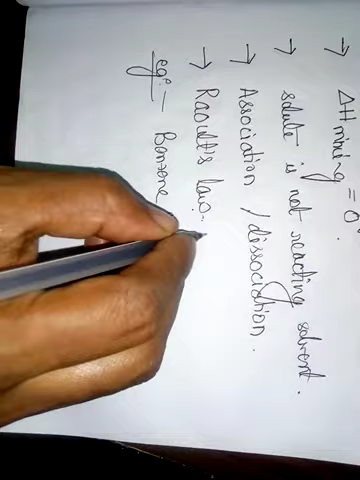 → ΔH mixing = 0.
→ solute is not reacting solvent.
→ Association / dissociation.
→ Raoult's law.
eg:- Benzene